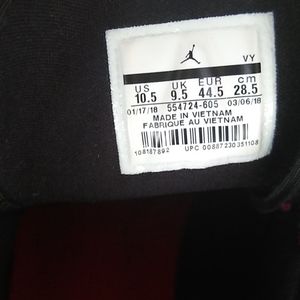 VY
US UK EUR cm
10.5 9.5 44.5 28.5
01/17/18 554724-605 03/06/18
MADE IN VIETNAM
FABRIQUE AU VIETNAM
108187892 UPC 00887230351108